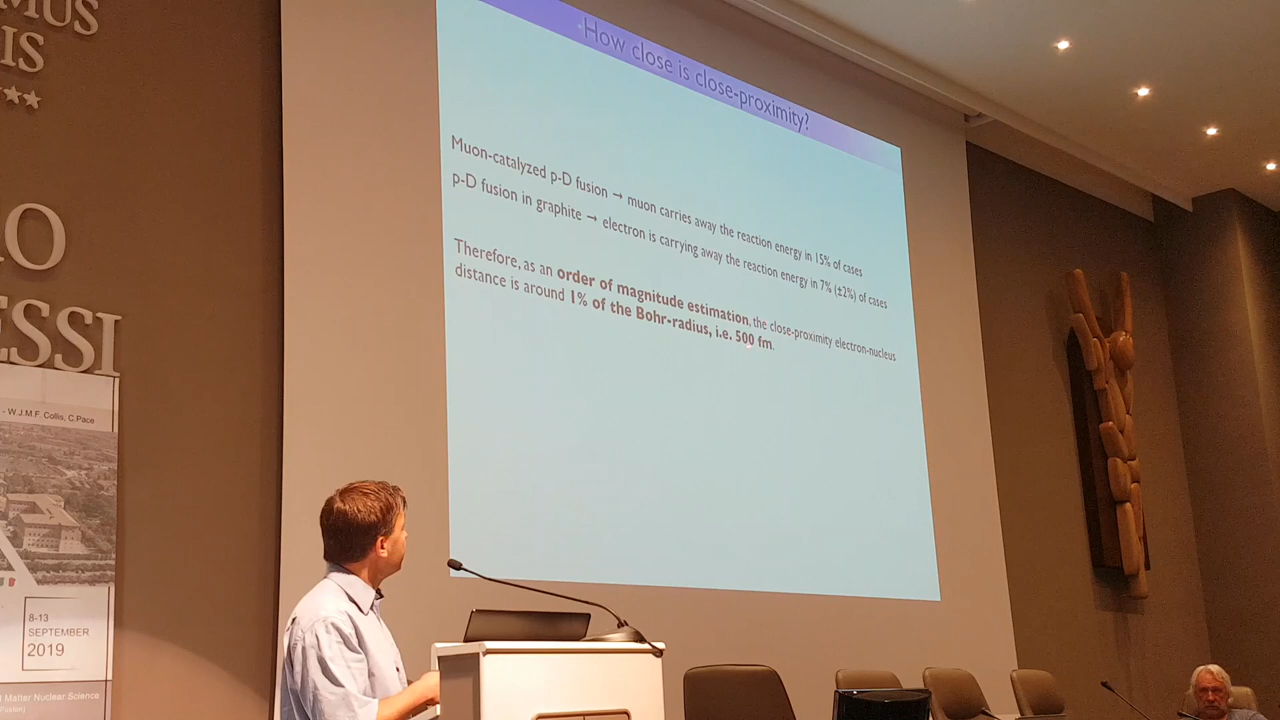 MUS
IS
RO
ESSI
- W.J.M.F. Collis, C.Pace
8-13
SEPTEMBER
2019
Matter Nuclear Science
Fusion)
How close is close-proximity?
Muon-catalyzed p-D fusion → muon carries away the reaction energy in 15% of cases
p-D fusion in graphite → electron is carrying away the reaction energy in 7% (±2%) of cases
Therefore, as an order of magnitude estimation, the close-proximity electron-nucleus
distance is around 1% of the Bohr-radius, i.e. 500 fm.